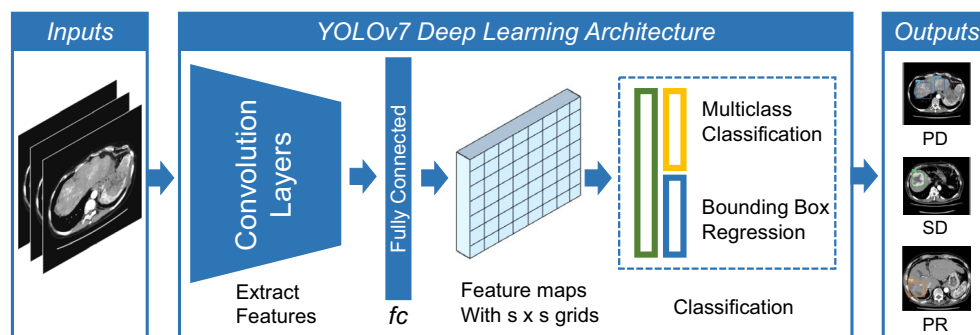 Inputs
YOLOv7 Deep Learning Architecture
Outputs
Convolution
Layers
Extract
Features
Fully Connected
fc
Feature maps
With s x s grids
Multiclass
Classification
Bounding Box
Regression
Classification
PD
SD
PR